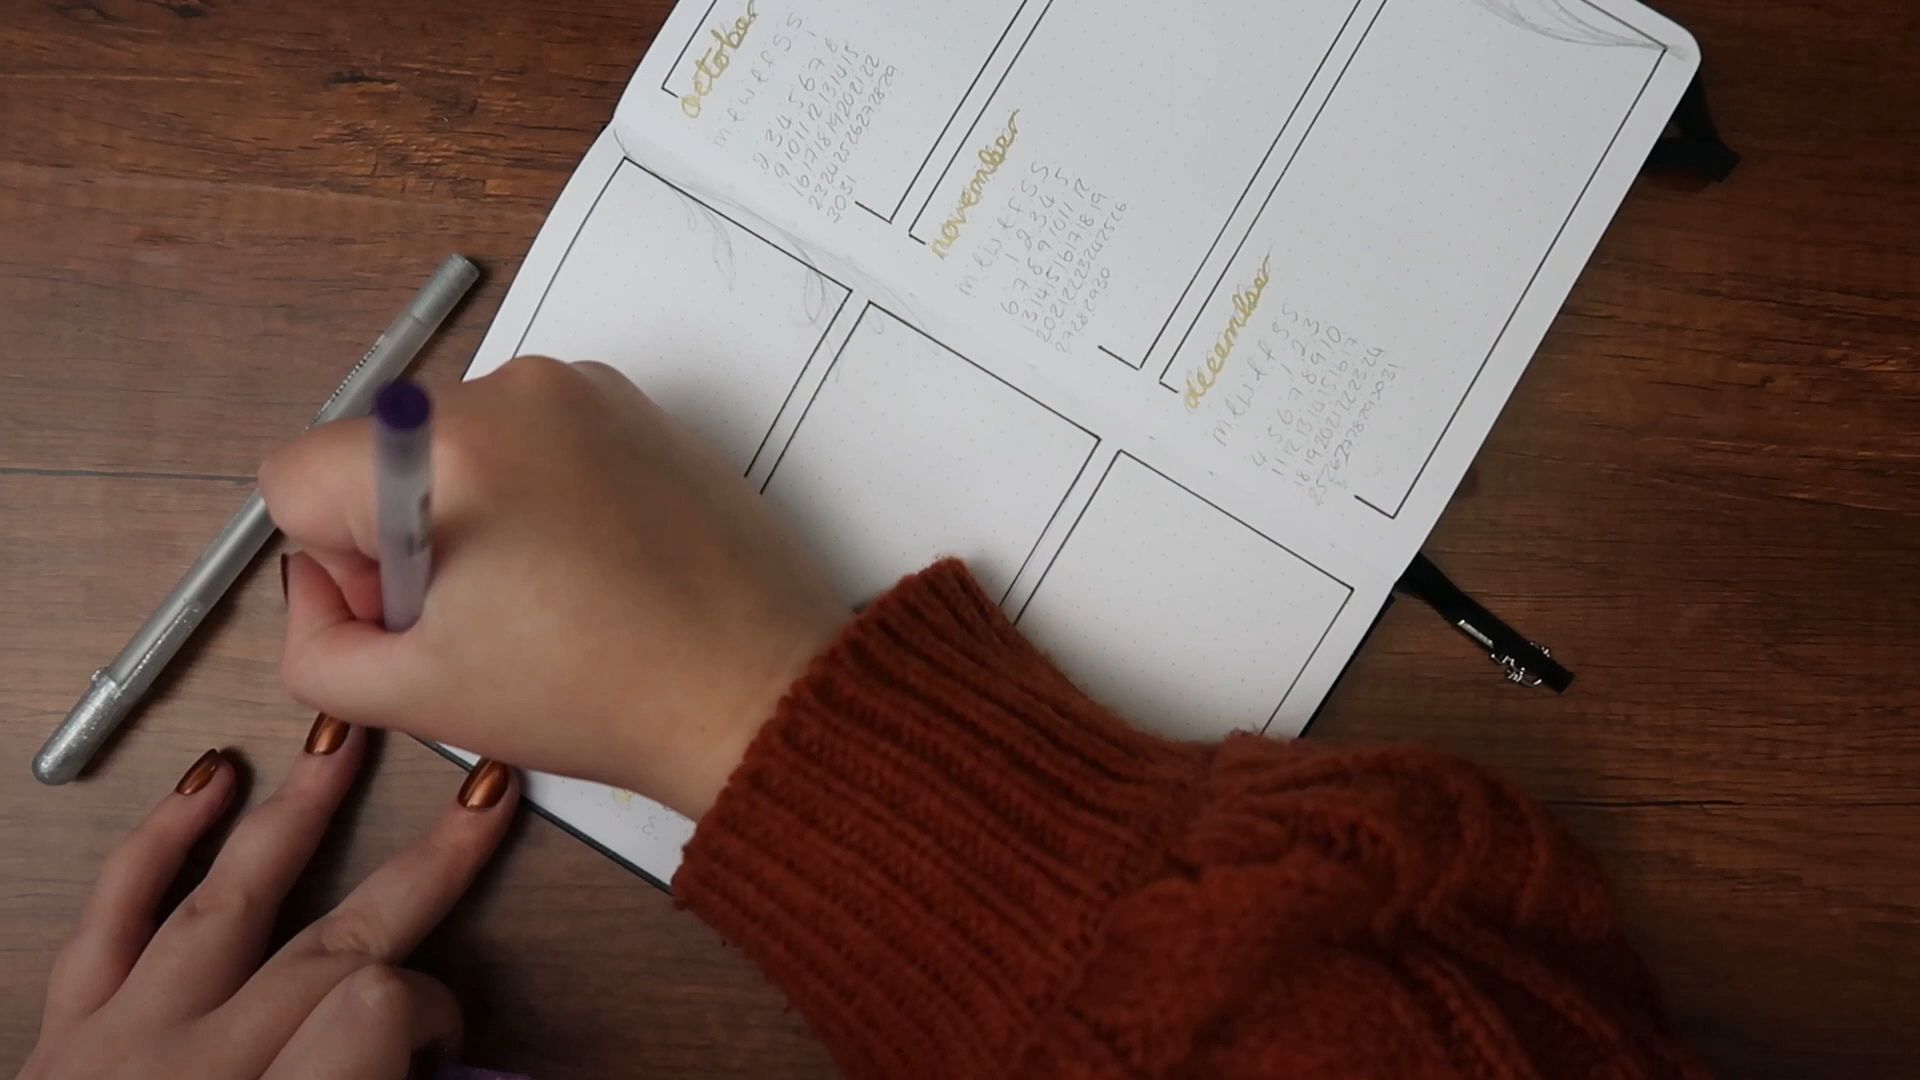 october
m t w t f s s
1
2 3 4 5 6 7 8
9 10 11 12 13 14 15
16 17 18 19 20 21 22
23 24 25 26 27 28 29
30 31
november
m t w t f s s
1 2 3 4 5
6 7 8 9 10 11 12
13 14 15 16 17 18 19
20 21 22 23 24 25 26
27 28 29 30
december
m t w t f s s
1 2 3
4 5 6 7 8 9 10
11 12 13 14 15 16 17
18 19 20 21 22 23 24
25 26 27 28 29 30 31
m